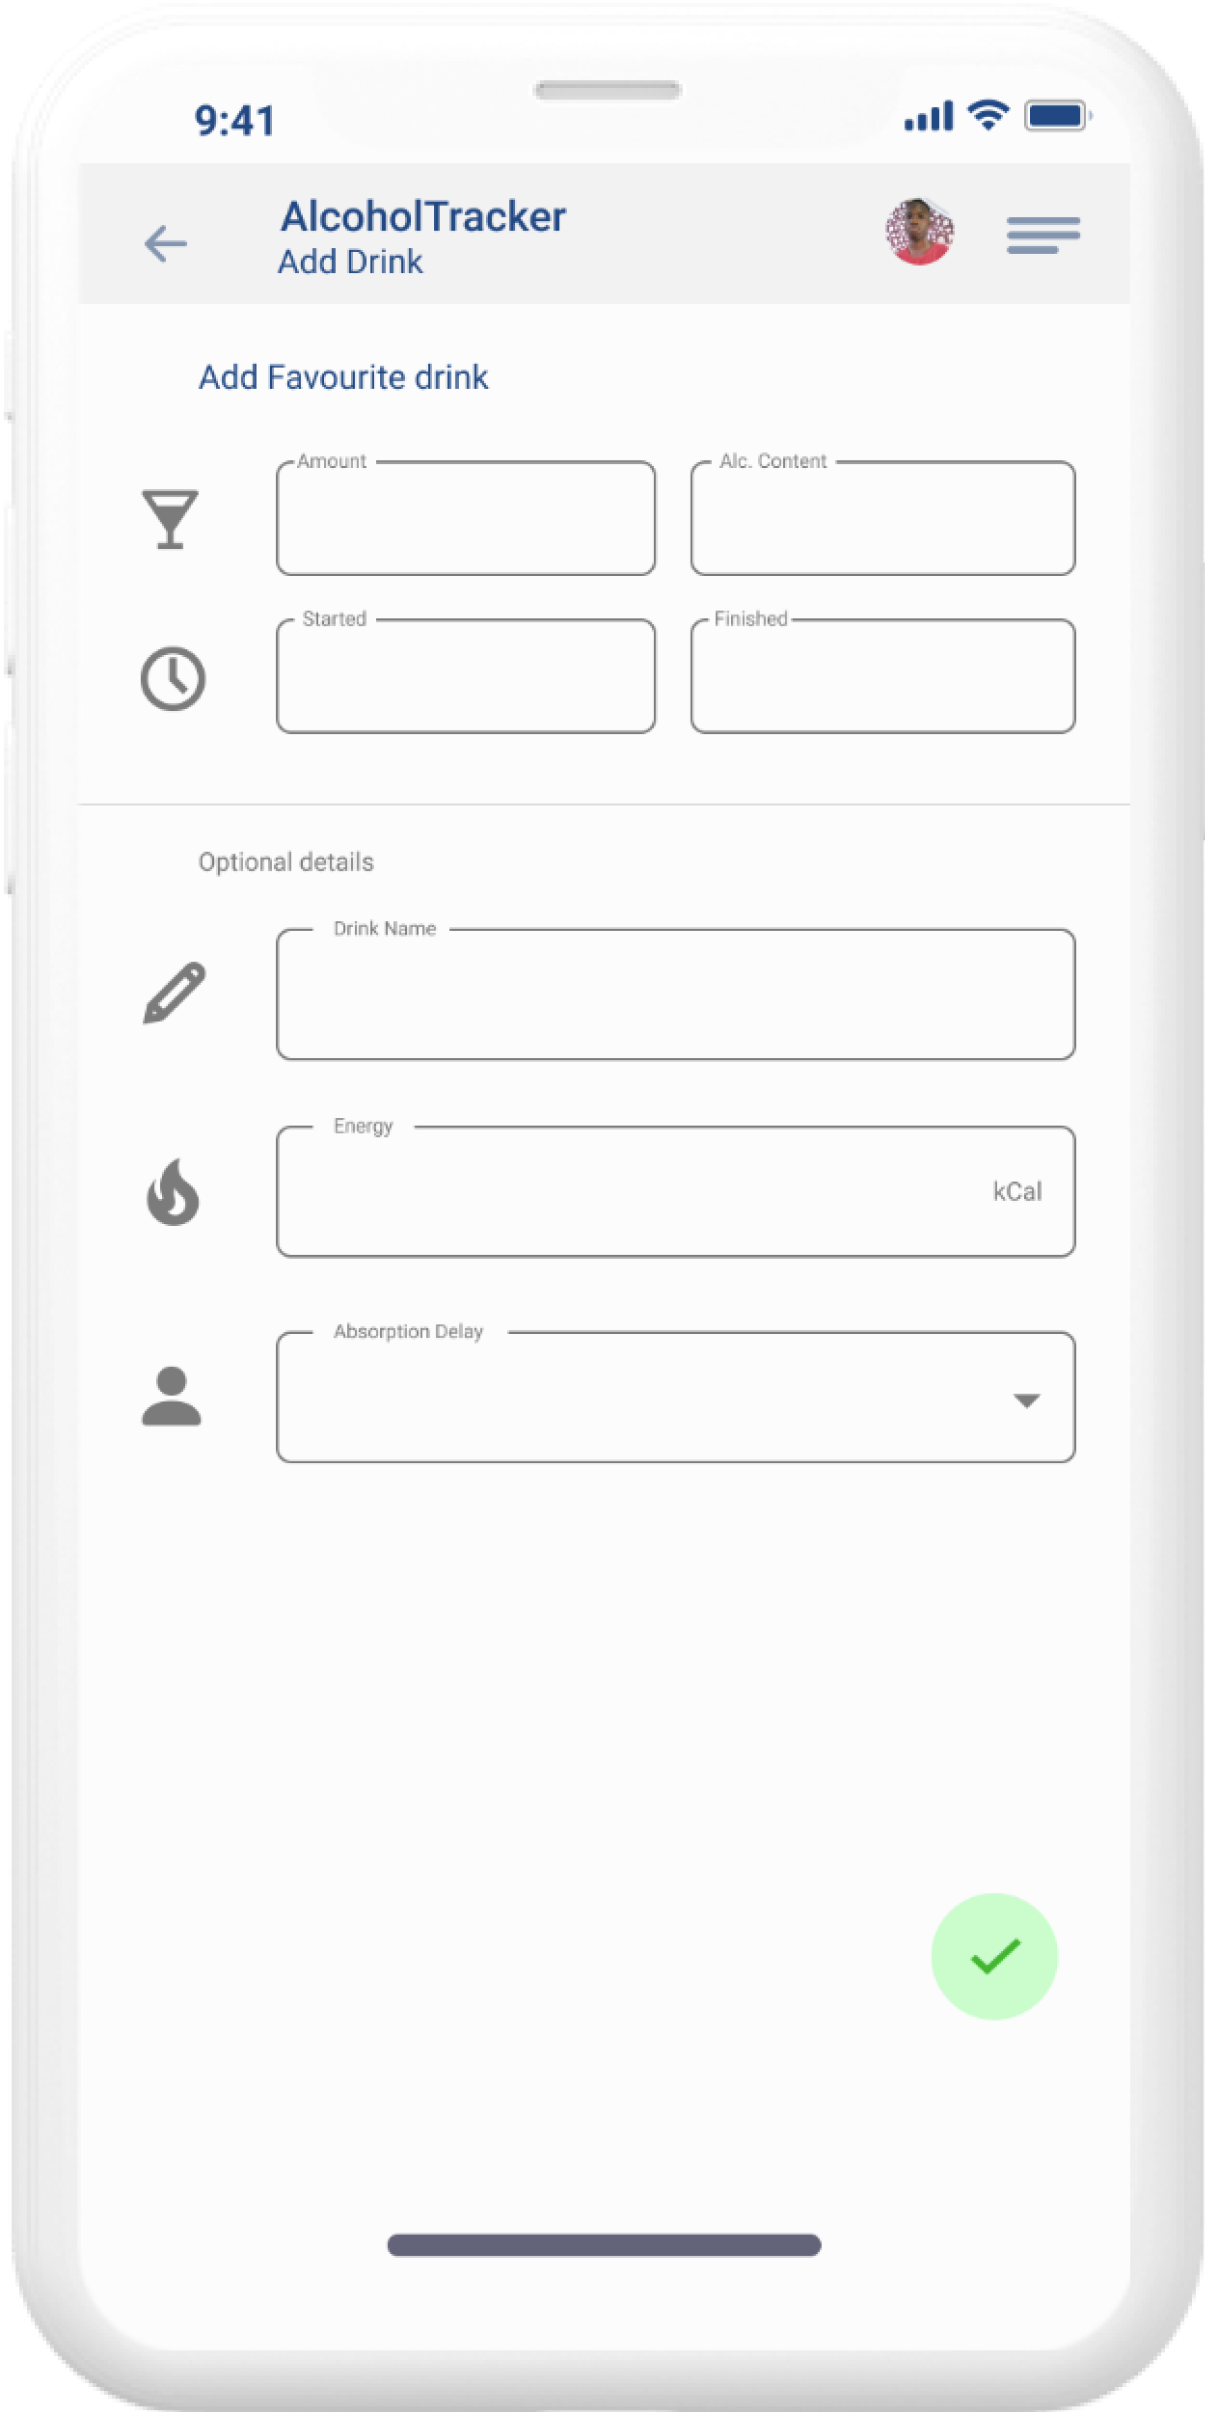 9:41
AlcoholTracker
Add Drink
Add Favourite drink
Amount
Alc. Content
Started
Finished
Optional details
Drink Name
Energy
kCal
Absorption Delay